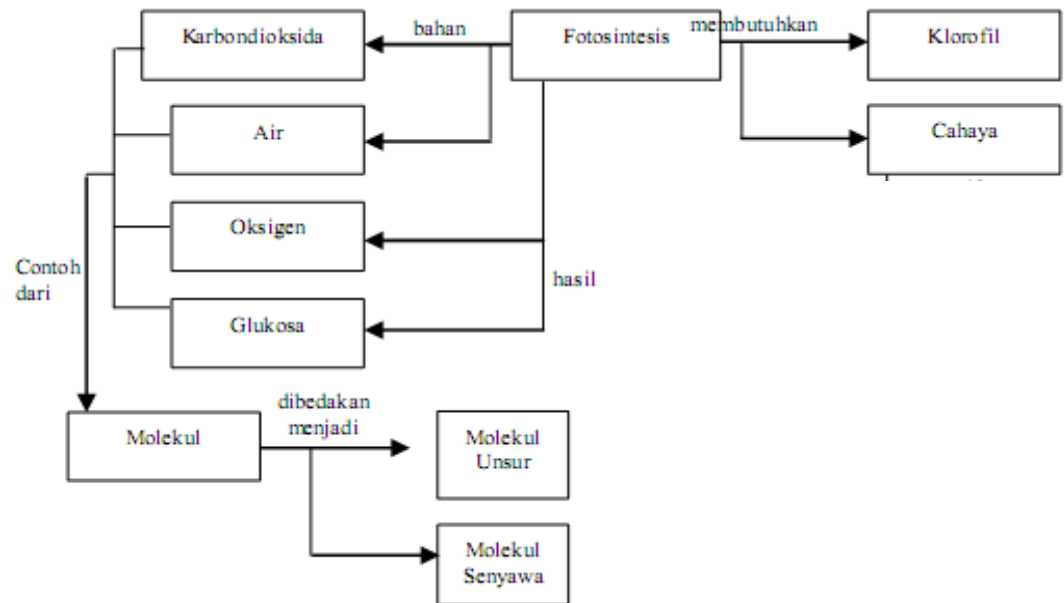 Karbondioksida
bahan
Fotosintesis
membutuhkan
Klorofil
Air
Cahaya
Oksigen
Contoh
dari
hasil
Glukosa
Molekul
dibedakan
menjadi
Molekul
Unsur
Molekul
Senyawa